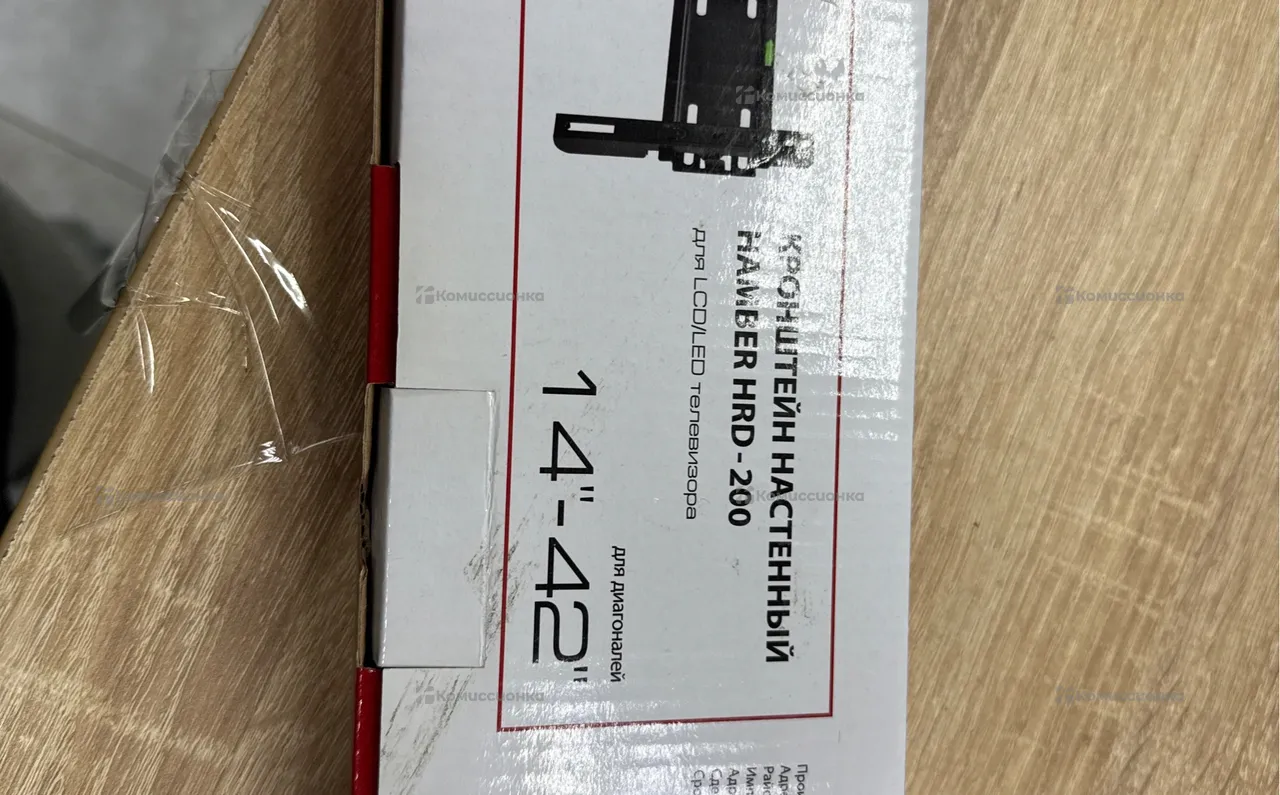 КРОНШТЕЙН НАСТЕННЫЙ
HAMBER HRD - 200
для LCD/LED телевизора
для диагоналей
14"-42"
Комиссионка
Комиссионка
Комиссионка
Комиссионка
Комиссионка
Комиссионка